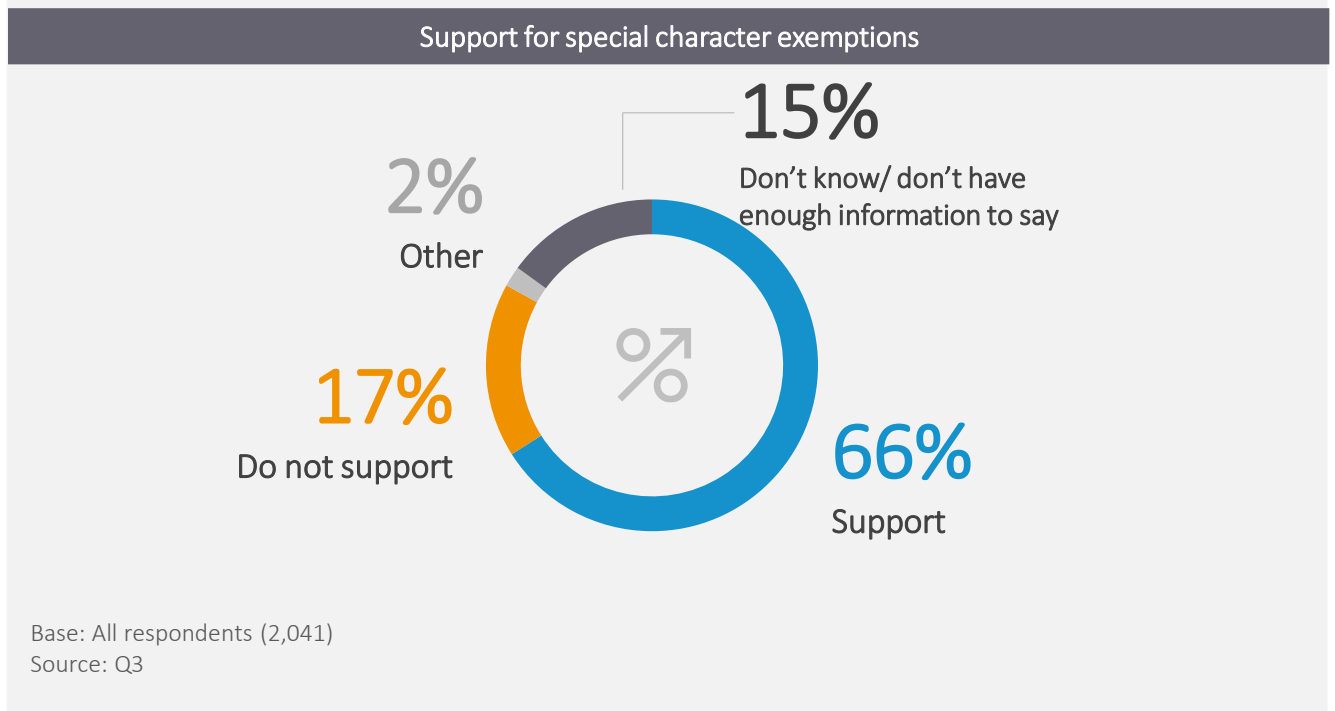 Support for special character exemptions
15%
Don’t know/ don’t have
enough information to say
2%
Other
17%
Do not support
66%
Support
Base: All respondents (2,041)
Source: Q3